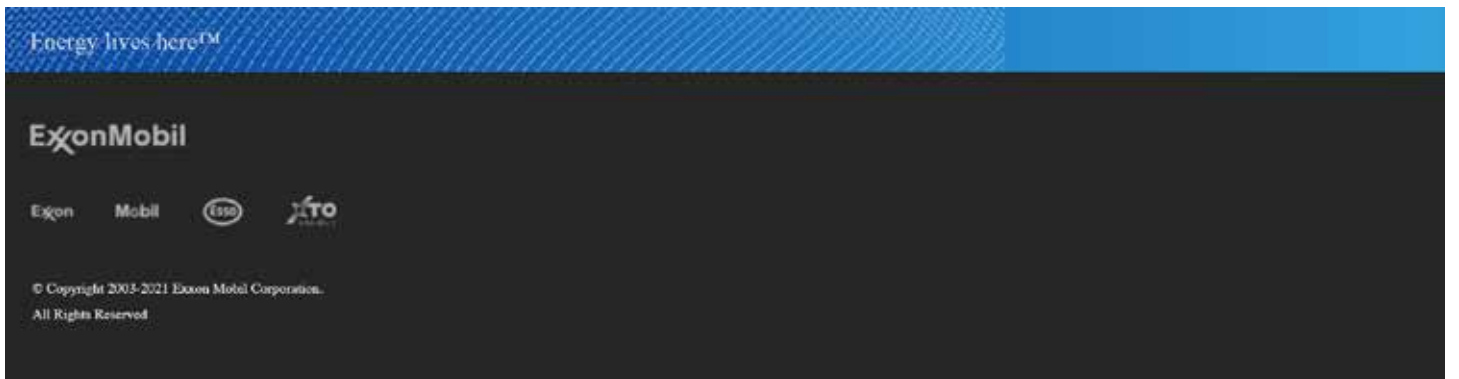 Energy lives here™
ExxonMobil
Exxon Mobil Esso XTO
© Copyright 2003-2021 Exxon Mobil Corporation.
All Rights Reserved